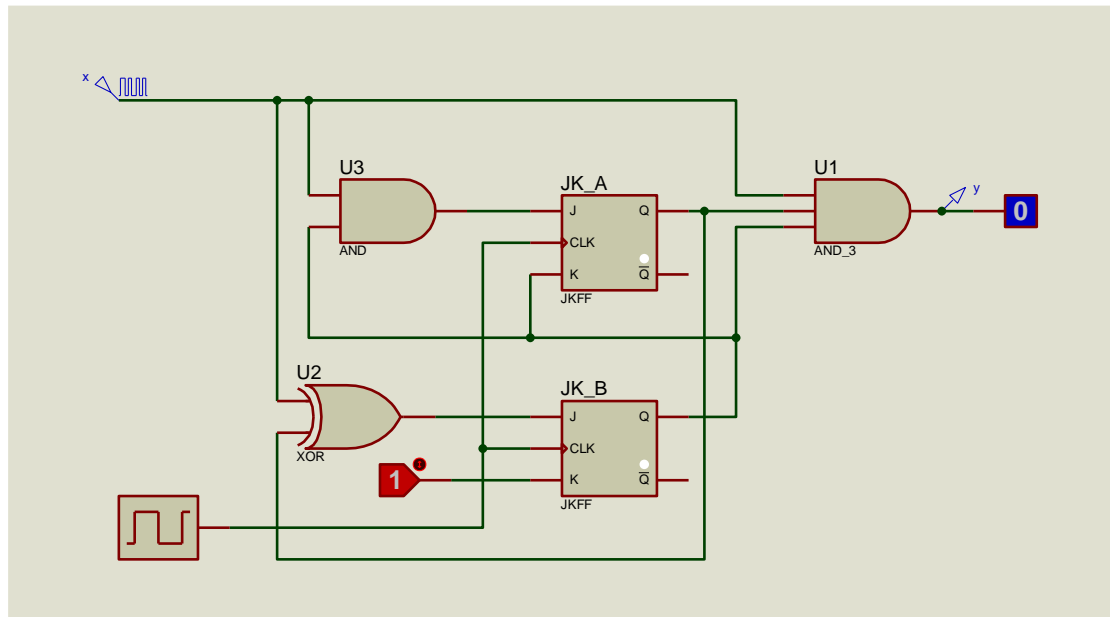 x
U3
AND
JK_A
J
Q
CLK
K
Q
JKFF
U1
AND_3
y
0
U2
XOR
JK_B
J
Q
CLK
K
Q
JKFF
1